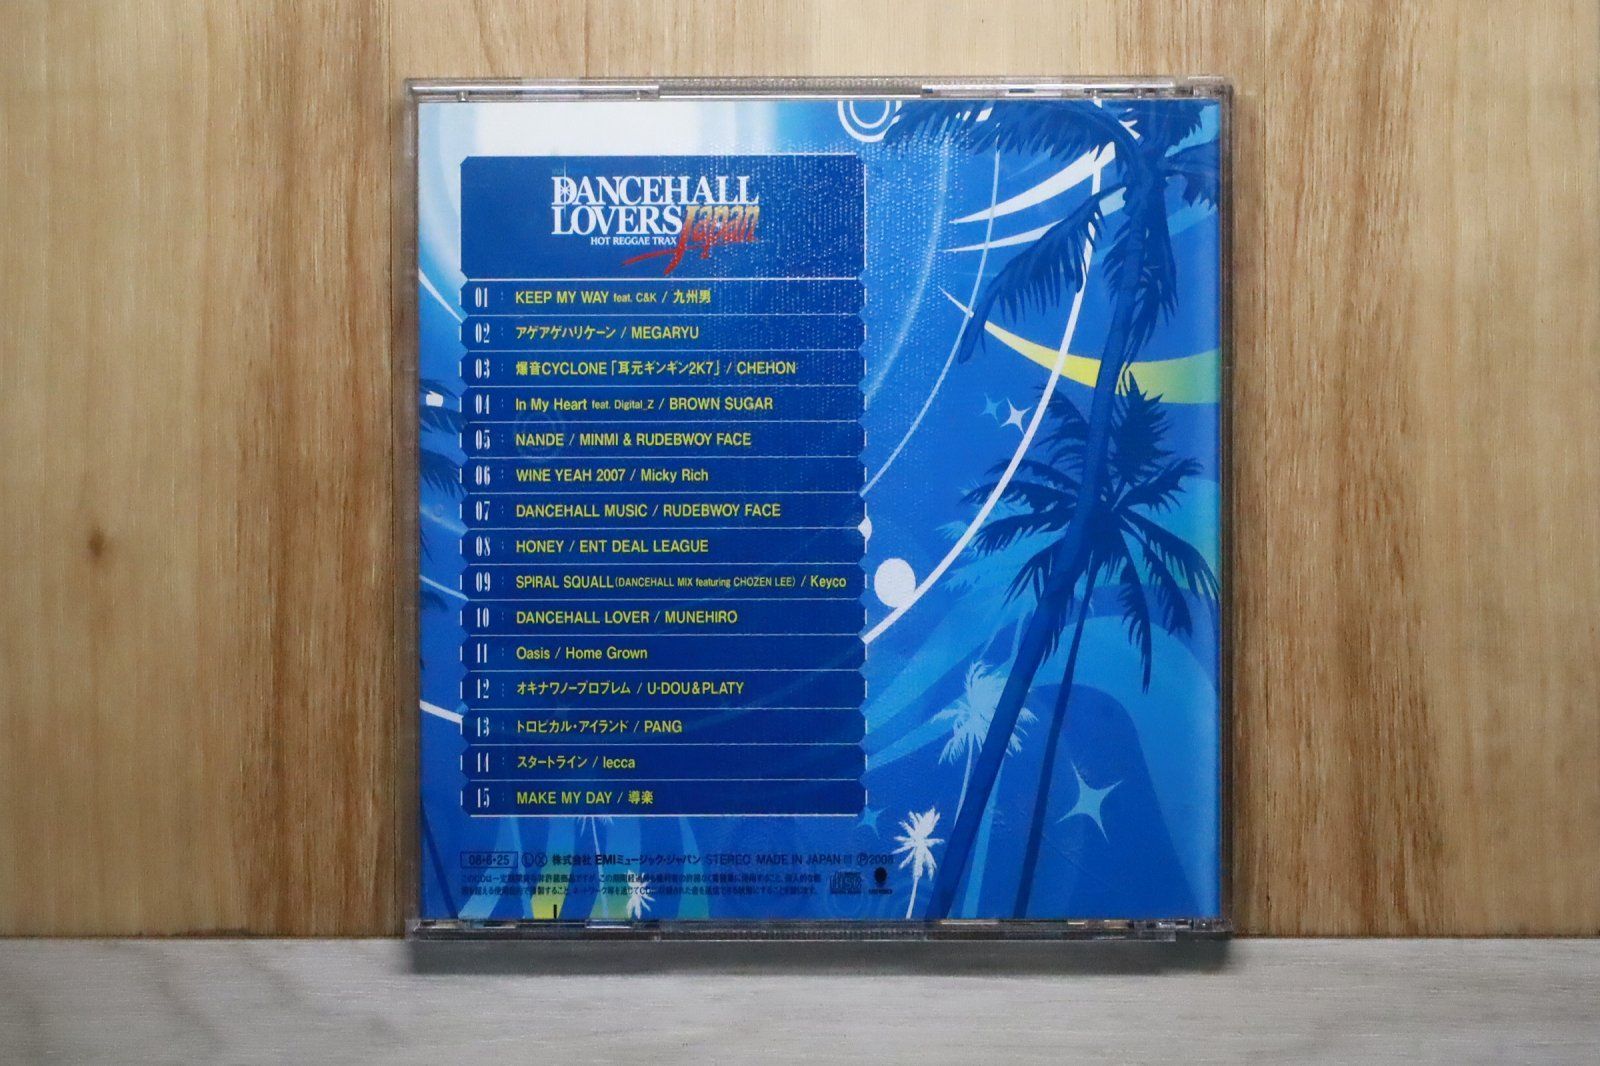 DANCEHALL
LOVERS Japan
HOT REGGAE TRAX
01 : KEEP MY WAY feat. C&K / 九州男
02 : アゲアゲハリケーン / MEGARYU
03 : 爆音CYCLONE「耳元ギンギン2K7」 / CHEHON
04 : In My Heart feat. Digital_Z / BROWN SUGAR
05 : NANDE / MINMI & RUDEBWOY FACE
06 : WINE YEAH 2007 / Micky Rich
07 : DANCEHALL MUSIC / RUDEBWOY FACE
08 : HONEY / ENT DEAL LEAGUE
09 : SPIRAL SQUALL(DANCEHALL MIX featuring CHOZEN LEE) / Keyco
10 : DANCEHALL LOVER / MUNEHIRO
11 : Oasis / Home Grown
12 : オキナワノープロブレム / U-DOU&PLATY
13 : トロピカル・アイランド / PANG
14 : スタートライン / lecca
15 : MAKE MY DAY / 導楽
08・6・25 Ⓛ Ⓧ 株式会社 EMIミュージック・ジャパン STEREO MADE IN JAPAN Ⓟ2008